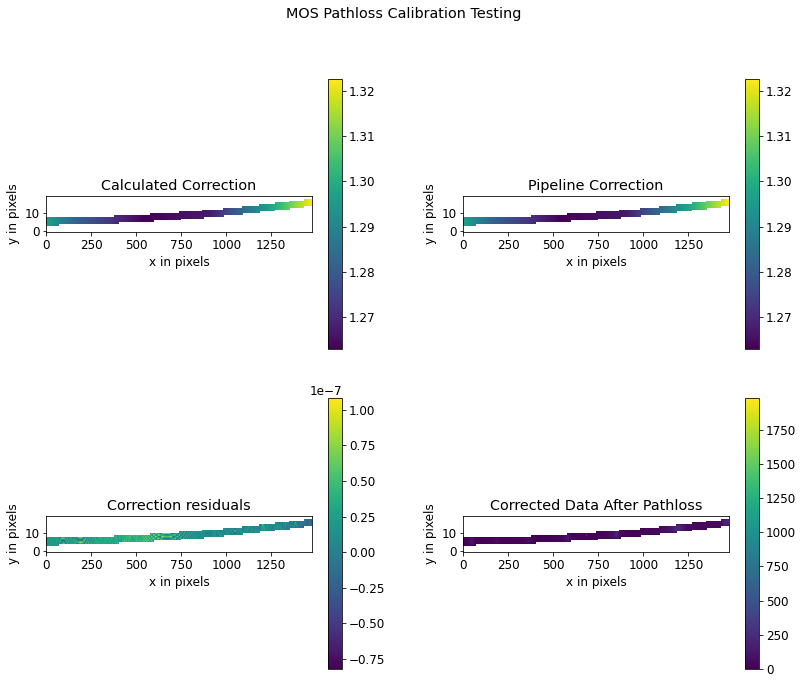 MOS Pathloss Calibration Testing
Calculated Correction
y in pixels
10
0
0 250 500 750 1000 1250
x in pixels
1.32
1.31
1.30
1.29
1.28
1.27
Pipeline Correction
y in pixels
10
0
0 250 500 750 1000 1250
x in pixels
1.32
1.31
1.30
1.29
1.28
1.27
Correction residuals
y in pixels
10
0
0 250 500 750 1000 1250
x in pixels
1e−7
1.00
0.75
0.50
0.25
0.00
−0.25
−0.50
−0.75
Corrected Data After Pathloss
y in pixels
10
0
0 250 500 750 1000 1250
x in pixels
1750
1500
1250
1000
750
500
250
0